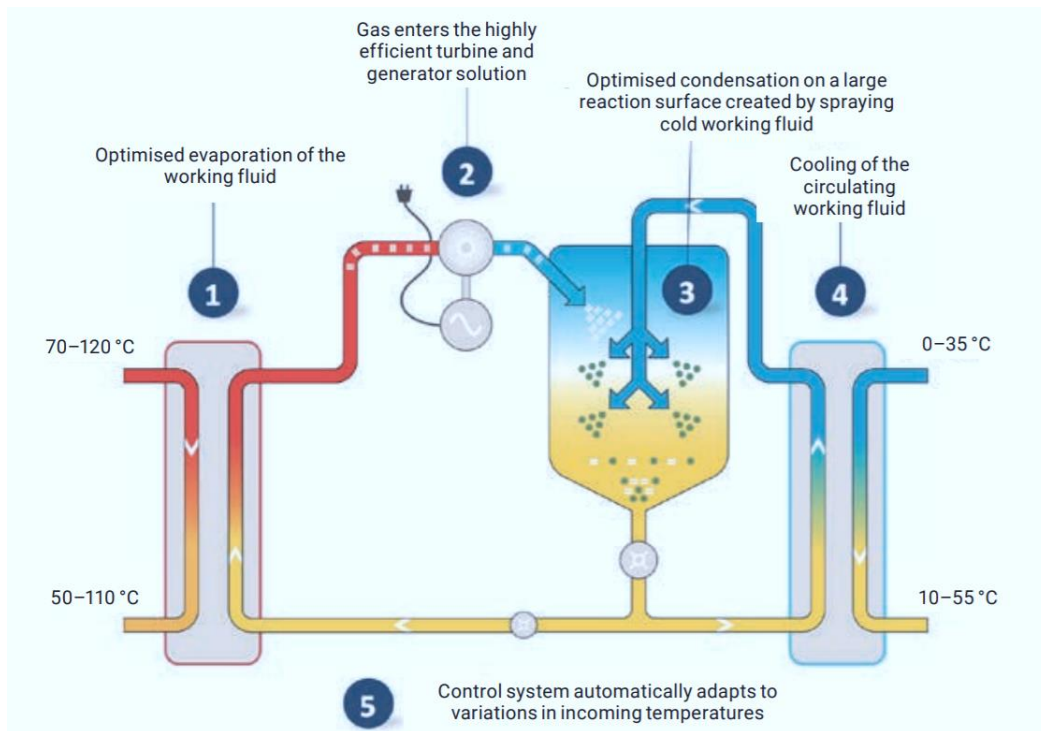 Gas enters the highly
efficient turbine and
generator solution
Optimised condensation on a large
reaction surface created by spraying
cold working fluid
Optimised evaporation of the
working fluid
Cooling of the
circulating
working fluid
2
1
3
4
70–120 °C
0–35 °C
50–110 °C
10–55 °C
5
Control system automatically adapts to
variations in incoming temperatures